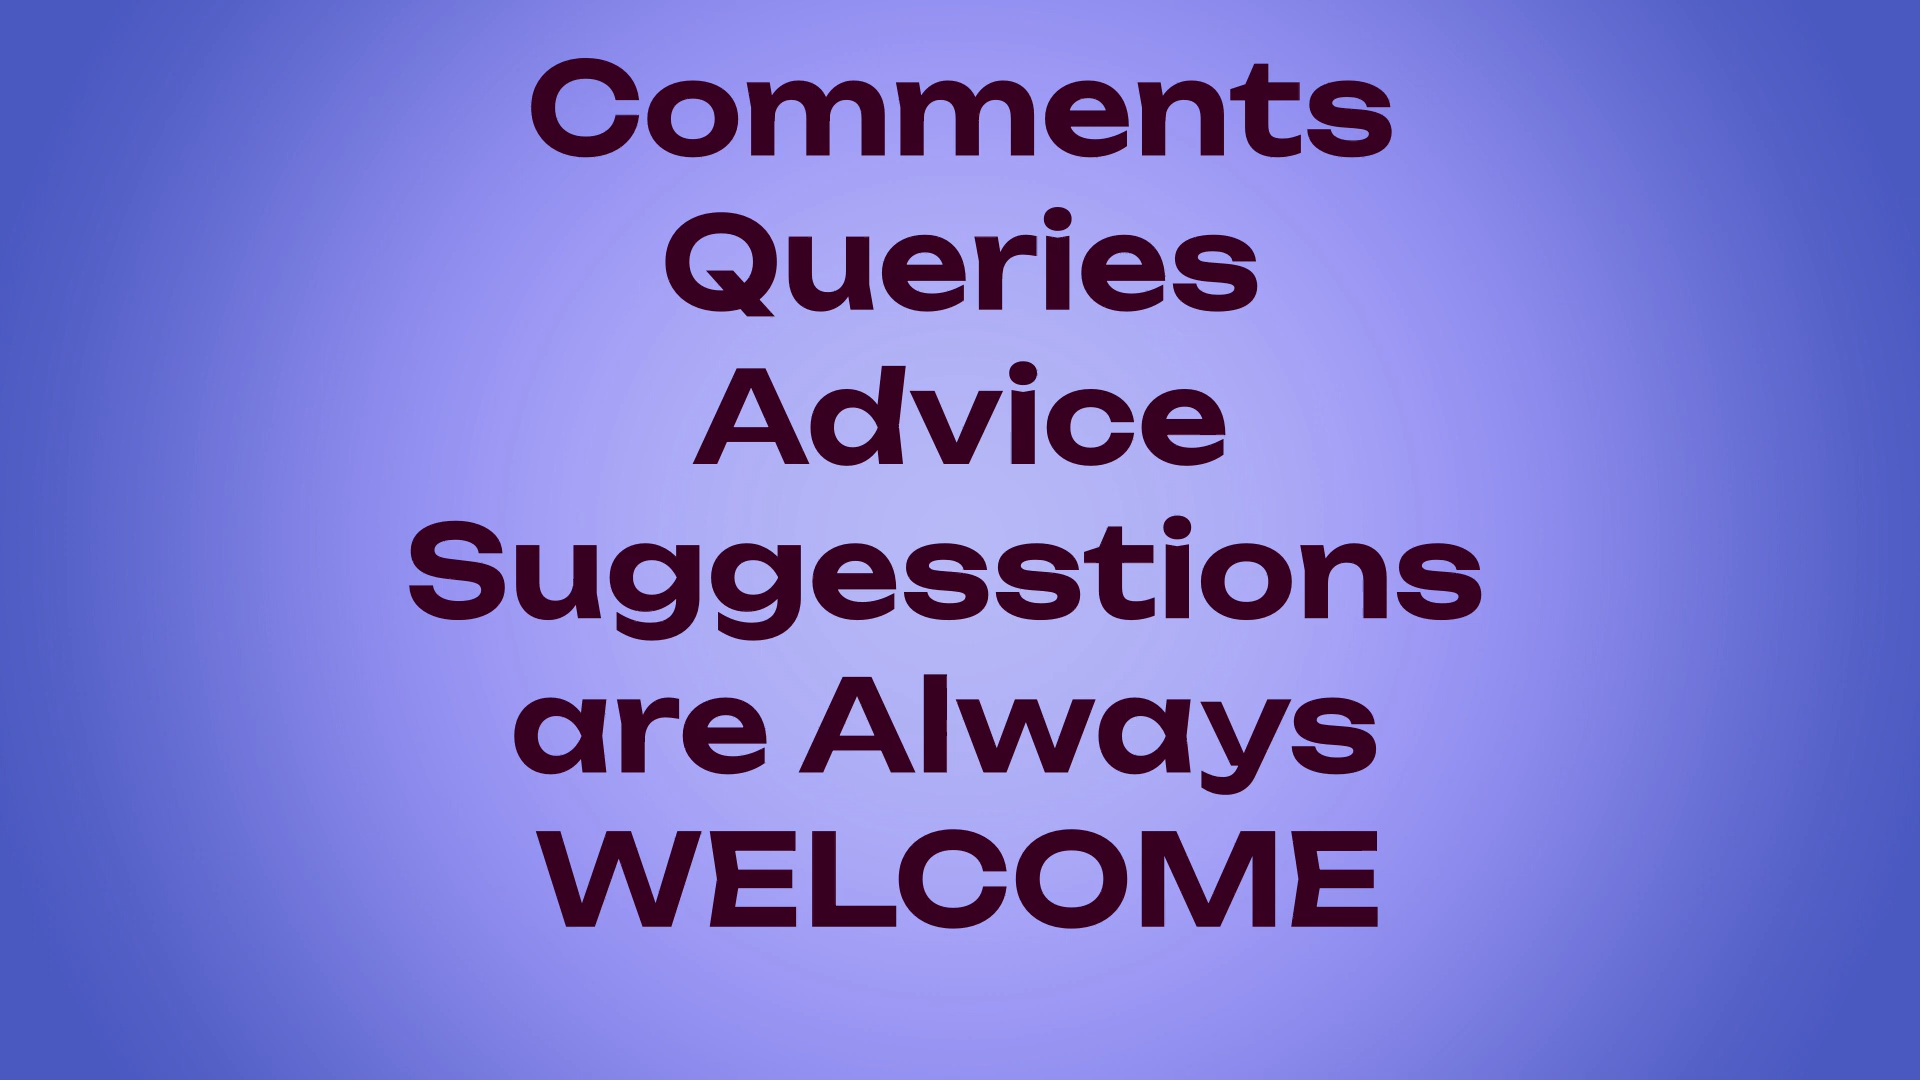 Comments
Queries
Advice
Suggesstions
are Always
WELCOME